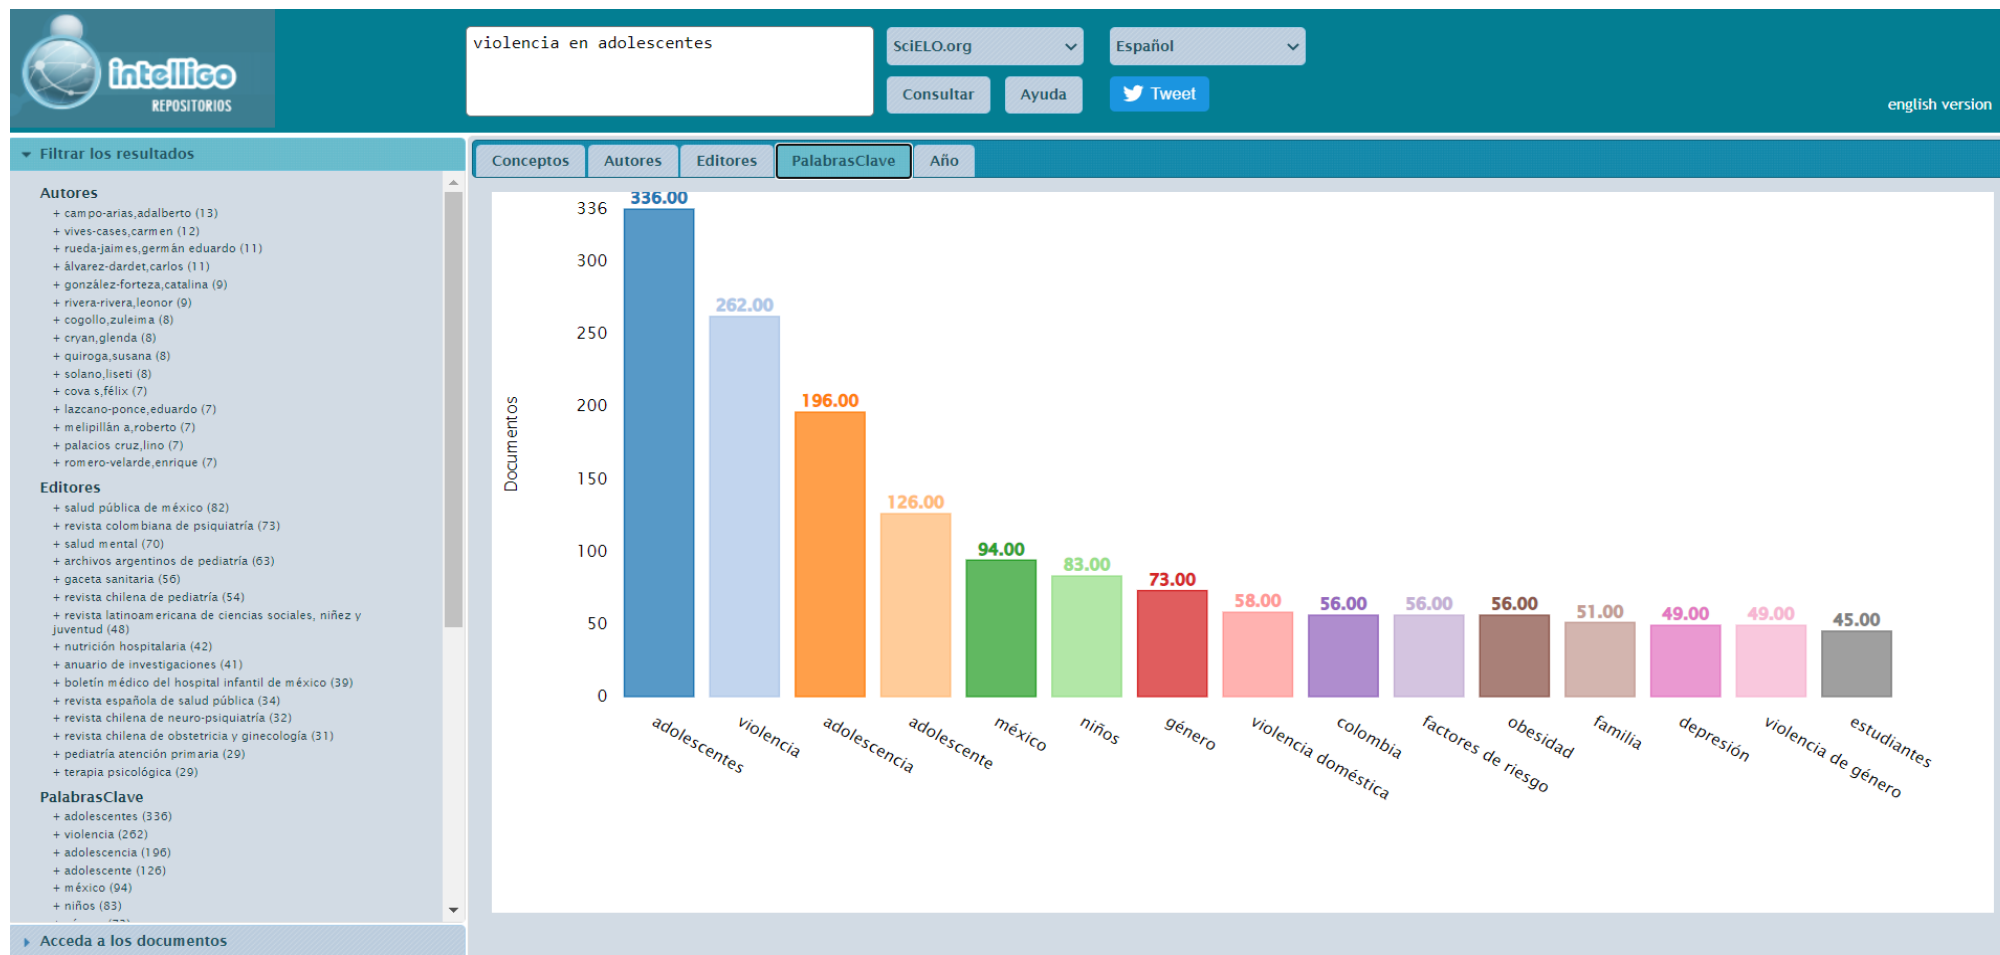 intelligo
REPOSITORIOS
violencia en adolescentes
SciELO.org
Español
Consultar
Ayuda
Tweet
english version
Filtrar los resultados
Autores
+ campo-arias,adalberto (13)
+ vives-cases,carmen (12)
+ rueda-jaimes,germán eduardo (11)
+ álvarez-dardet,carlos (11)
+ gonzález-forteza,catalina (9)
+ rivera-rivera,leonor (9)
+ cogollo,zuleima (8)
+ cryan,glenda (8)
+ quiroga,susana (8)
+ solano,liseti (8)
+ cova s,félix (7)
+ lazcano-ponce,eduardo (7)
+ melipillán a,roberto (7)
+ palacios cruz,lino (7)
+ romero-velarde,enrique (7)
Editores
+ salud pública de méxico (82)
+ revista colombiana de psiquiatría (73)
+ salud mental (70)
+ archivos argentinos de pediatría (63)
+ gaceta sanitaria (56)
+ revista chilena de pediatría (54)
+ revista latinoamericana de ciencias sociales, niñez y
juventud (48)
+ nutrición hospitalaria (42)
+ anuario de investigaciones (41)
+ boletín médico del hospital infantil de méxico (39)
+ revista española de salud pública (34)
+ revista chilena de neuro-psiquiatría (32)
+ revista chilena de obstetricia y ginecología (31)
+ pediatría atención primaria (29)
+ terapia psicológica (29)
PalabrasClave
+ adolescentes (336)
+ violencia (262)
+ adolescencia (196)
+ adolescente (126)
+ méxico (94)
+ niños (83)
Acceda a los documentos
Conceptos
Autores
Editores
PalabrasClave
Año
Documentos
336
300
250
200
150
100
50
0
336.00
262.00
196.00
126.00
94.00
83.00
73.00
58.00
56.00
56.00
56.00
51.00
49.00
49.00
45.00
adolescentes
violencia
adolescencia
adolescente
méxico
niños
género
violencia doméstica
colombia
factores de riesgo
obesidad
familia
depresión
violencia de género
estudiantes